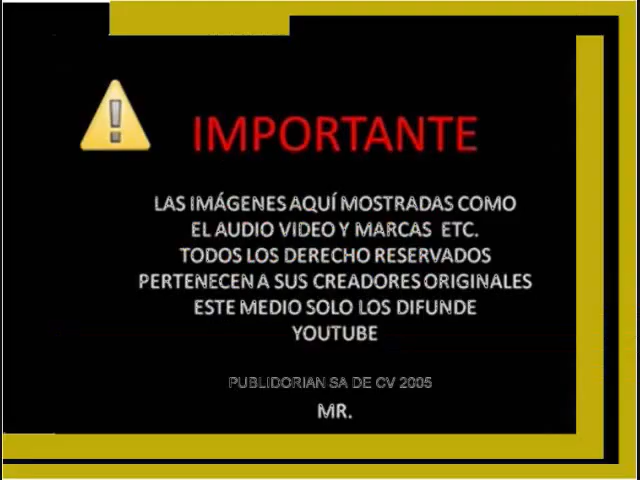 IMPORTANTE
LAS IMÁGENES AQUÍ MOSTRADAS COMO
EL AUDIO VIDEO Y MARCAS ETC.
TODOS LOS DERECHO RESERVADOS
PERTENECEN A SUS CREADORES ORIGINALES
ESTE MEDIO SOLO LOS DIFUNDE
YOUTUBE
PUBLIDORIAN SA DE CV 2005
MR.